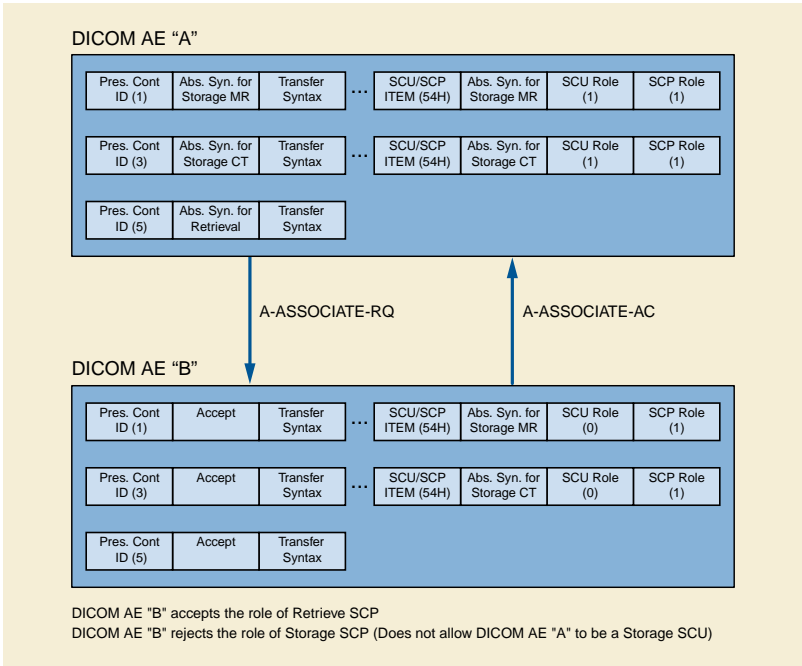 DICOM AE “A”
Pres. Cont ID (1)
Abs. Syn. for Storage MR
Transfer Syntax
...
SCU/SCP ITEM (54H)
Abs. Syn. for Storage MR
SCU Role (1)
SCP Role (1)
Pres. Cont ID (3)
Abs. Syn. for Storage CT
Transfer Syntax
...
SCU/SCP ITEM (54H)
Abs. Syn. for Storage CT
SCU Role (1)
SCP Role (1)
Pres. Cont ID (5)
Abs. Syn. for Retrieval
Transfer Syntax
A-ASSOCIATE-RQ
A-ASSOCIATE-AC
DICOM AE “B”
Pres. Cont ID (1)
Accept
Transfer Syntax
...
SCU/SCP ITEM (54H)
Abs. Syn. for Storage MR
SCU Role (0)
SCP Role (1)
Pres. Cont ID (3)
Accept
Transfer Syntax
...
SCU/SCP ITEM (54H)
Abs. Syn. for Storage CT
SCU Role (0)
SCP Role (1)
Pres. Cont ID (5)
Accept
Transfer Syntax
DICOM AE "B" accepts the role of Retrieve SCP
DICOM AE "B" rejects the role of Storage SCP (Does not allow DICOM AE "A" to be a Storage SCU)